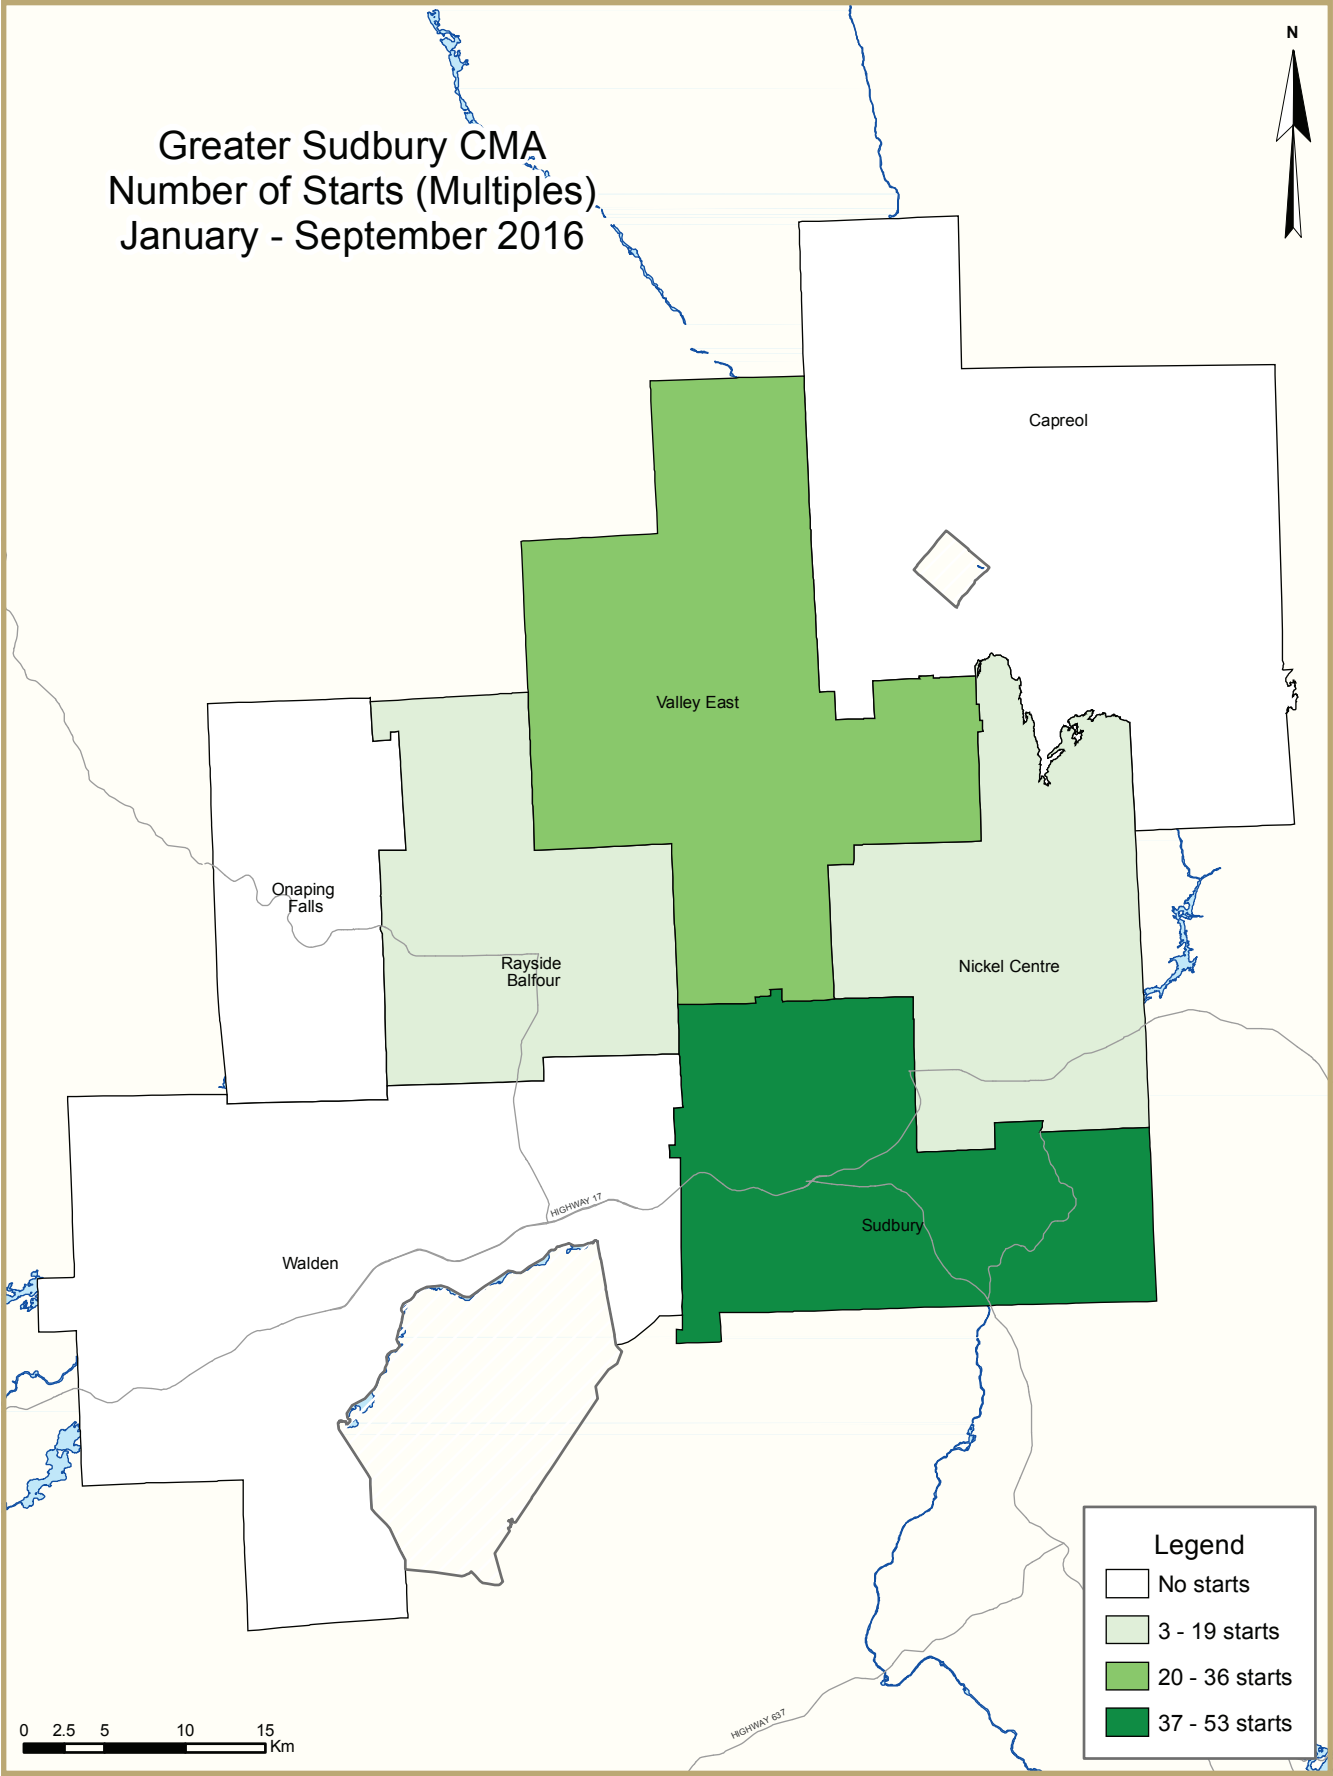 N
Greater Sudbury CMA
Number of Starts (Multiples)
January - September 2016
Capreol
Valley East
Onaping
Falls
Rayside
Balfour
Nickel Centre
HIGHWAY 17
Sudbury
Walden
Legend
No starts
3 - 19 starts
20 - 36 starts
37 - 53 starts
HIGHWAY 637
0 2.5 5 10 15
Km